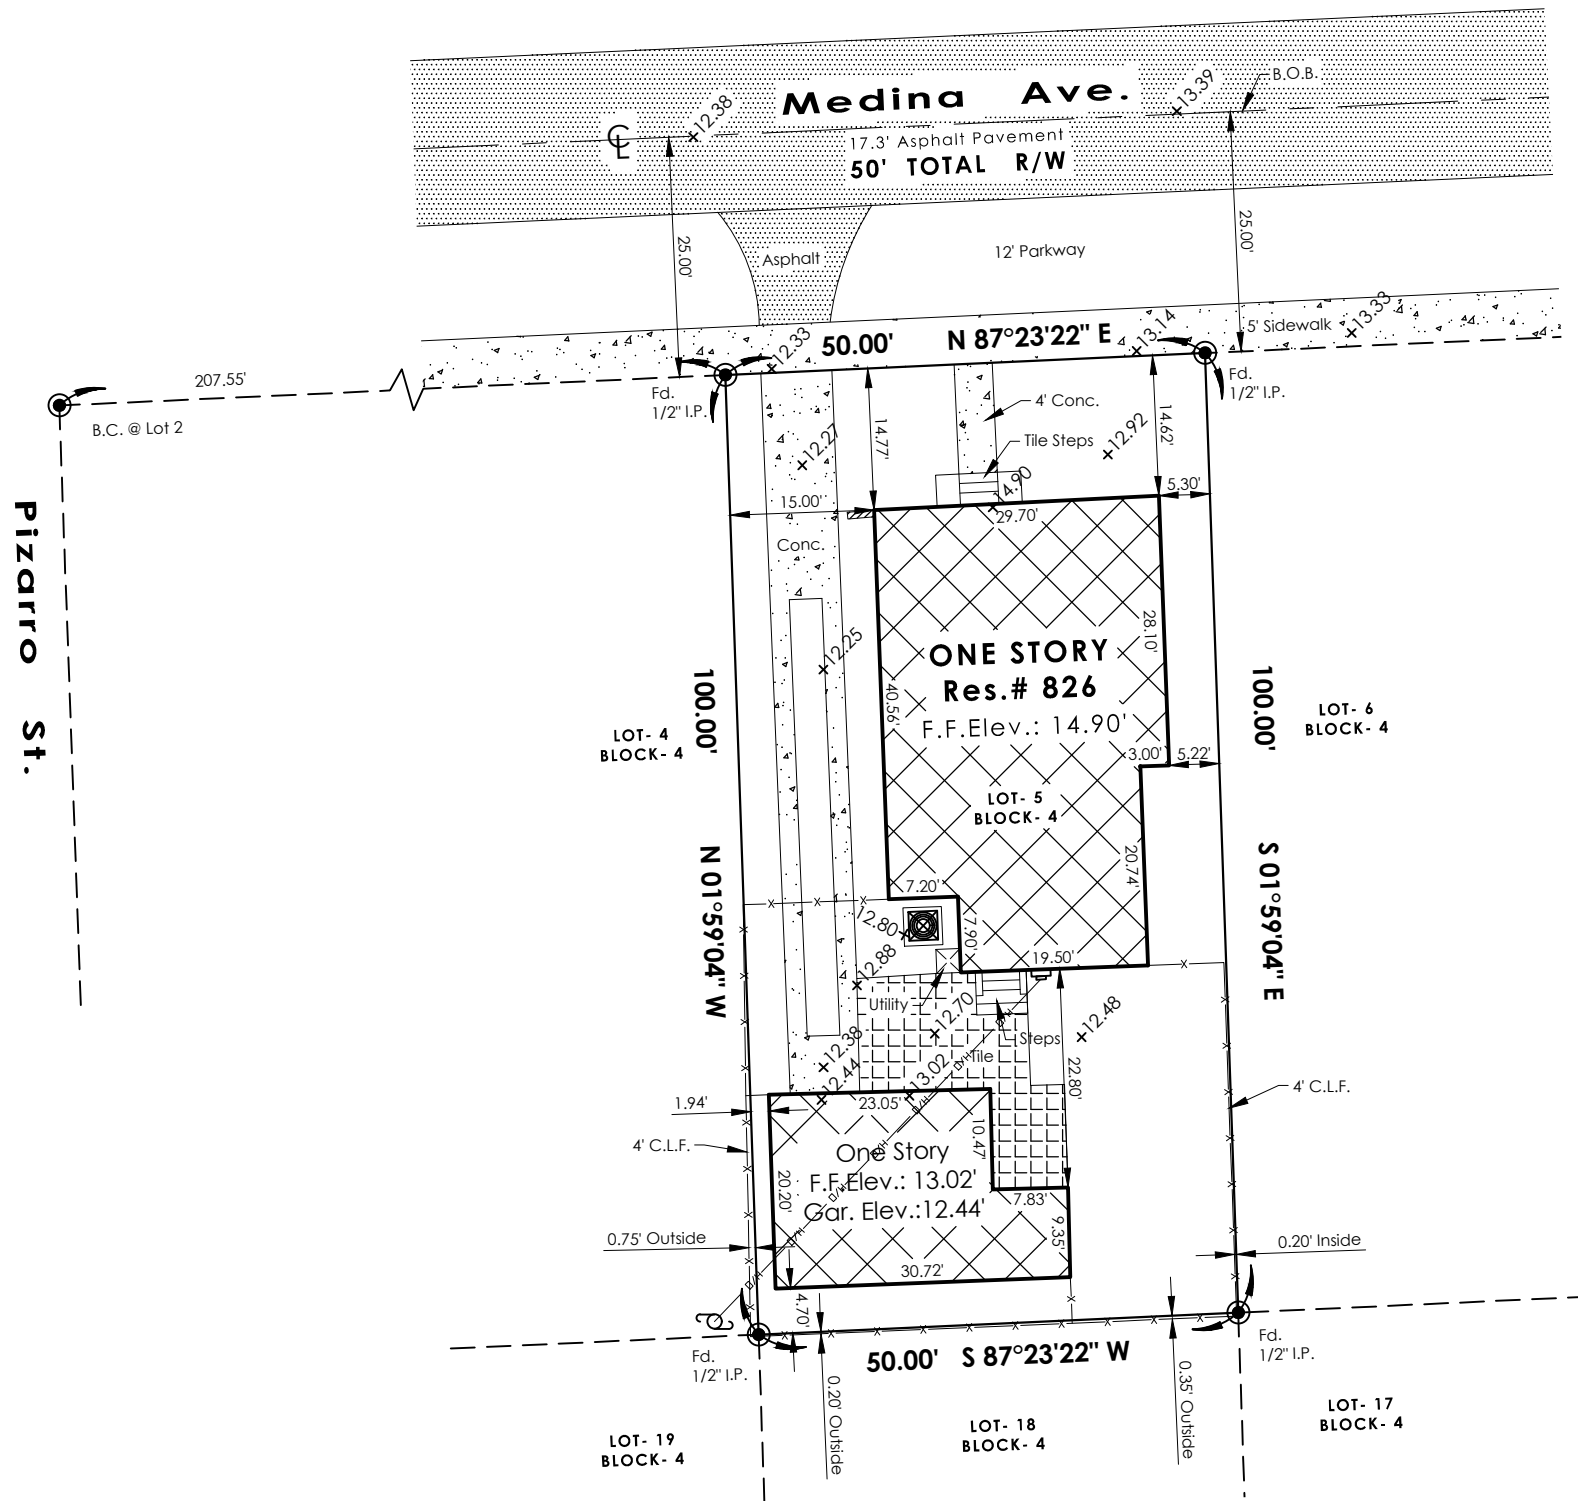 Medina Ave.
+12.38
+13.39
B.O.B.
CL
17.3' Asphalt Pavement
50' TOTAL R/W
25.00'
25.00'
Asphalt
12' Parkway
5' Sidewalk
+13.33
+12.33
50.00' N 87°23'22" E
+13.14
207.55'
B.C. @ Lot 2
Fd.
1/2" I.P.
Fd.
1/2" I.P.
Pizarro St.
14.77'
4' Conc.
Tile Steps
14.62'
+12.92
+12.27
+14.90
5.30'
15.00'
29.70'
Conc.
28.10'
+12.25
ONE STORY
Res.# 826
F.F.Elev.: 14.90'
40.56'
3.00'
5.22'
LOT- 4
BLOCK- 4
100.00'
N 01°59'04" W
LOT- 5
BLOCK- 4
100.00'
S 01°59'04" E
LOT- 6
BLOCK- 4
20.74'
7.20'
12.80
7.90'
19.50'
+12.88
Utility
+12.70
Steps
+12.48
Tile
22.80'
+12.38
+12.44
+13.02
1.94'
23.05'
4' C.L.F.
4' C.L.F.
One Story
F.F.Elev.: 13.02'
Gar. Elev.:12.44'
10.47'
20.20'
7.83'
9.35'
30.72'
0.75' Outside
0.20' Inside
4.70'
Fd.
1/2" I.P.
50.00' S 87°23'22" W
Fd.
1/2" I.P.
0.20' Outside
0.35' Outside
LOT- 19
BLOCK- 4
LOT- 18
BLOCK- 4
LOT- 17
BLOCK- 4